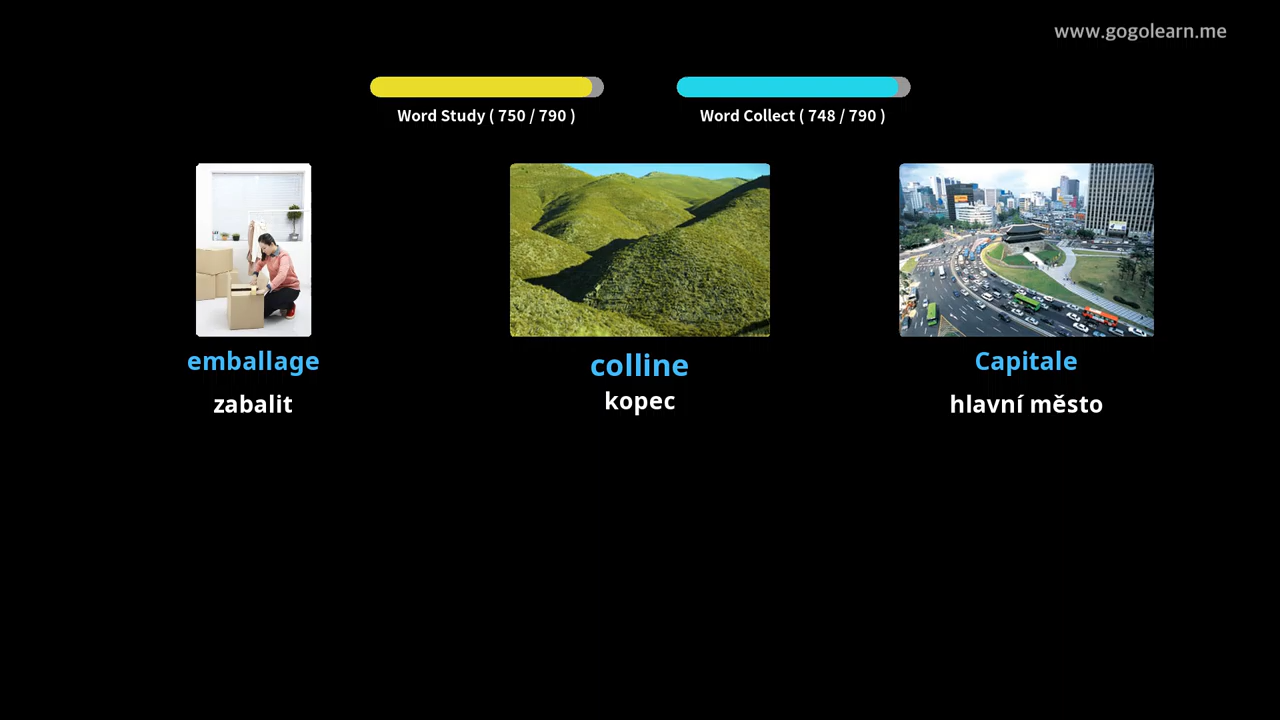 www.gogolearn.me
Word Study ( 750 / 790 )
Word Collect ( 748 / 790 )
emballage
zabalit
colline
kopec
Capitale
hlavní město